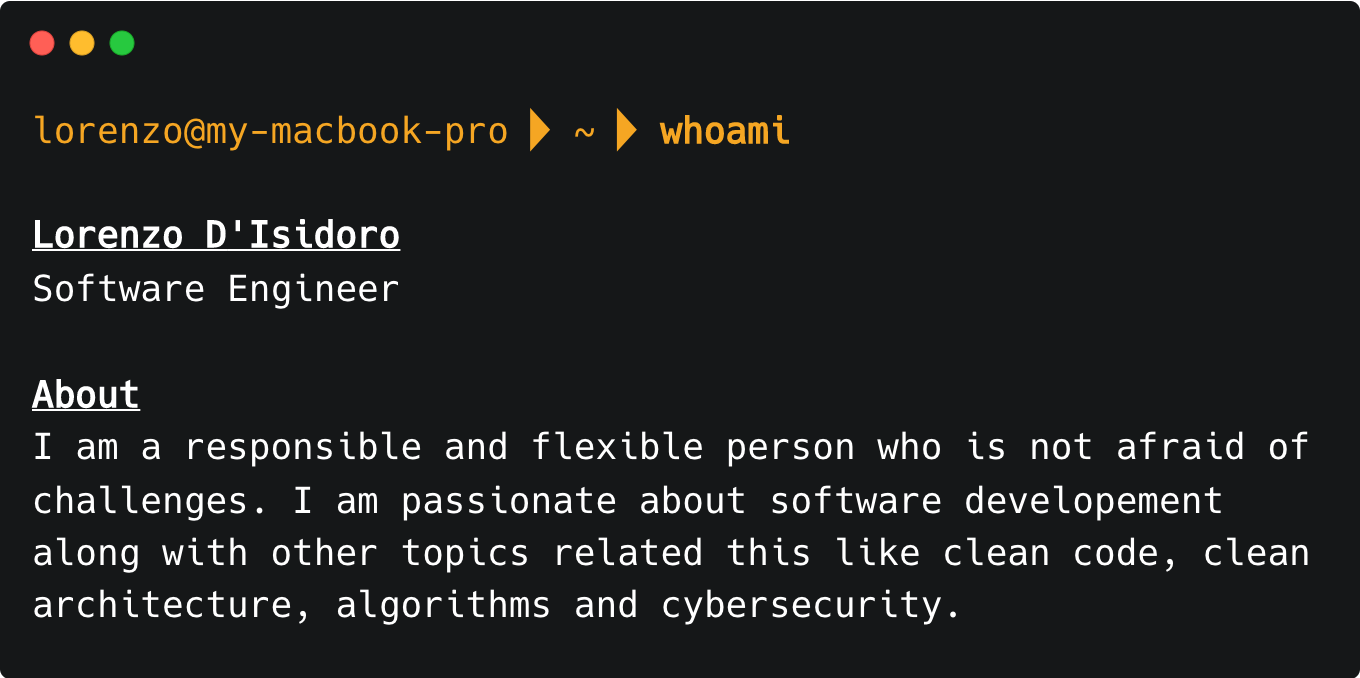 lorenzo@my-macbook-pro ~ whoami
Lorenzo D'Isidoro
Software Engineer
About
I am a responsible and flexible person who is not afraid of
challenges. I am passionate about software developement
along with other topics related this like clean code, clean
architecture, algorithms and cybersecurity.